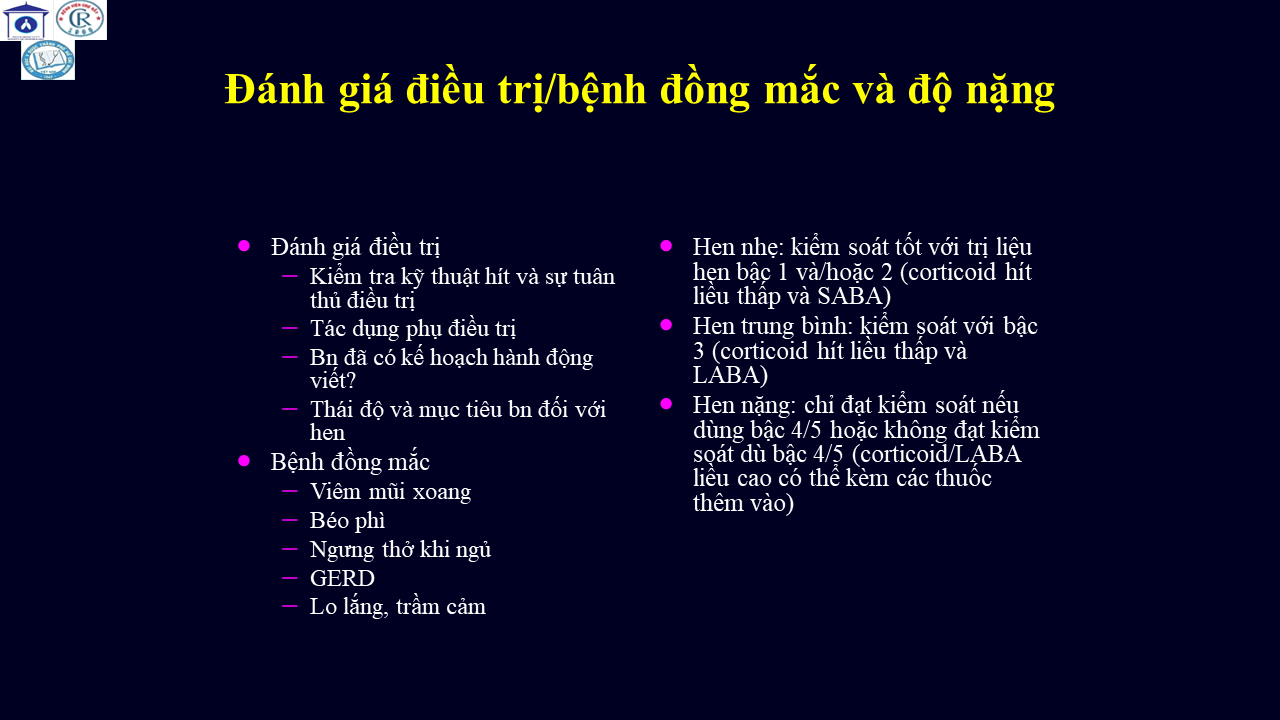 Đánh giá điều trị/bệnh đồng mắc và độ nặng
Đánh giá điều trị
Kiểm tra kỹ thuật hít và sự tuân
thủ điều trị
Tác dụng phụ điều trị
Bn đã có kế hoạch hành động
viết?
Thái độ và mục tiêu bn đối với
hen
Bệnh đồng mắc
Viêm mũi xoang
Béo phì
Ngưng thở khi ngủ
GERD
Lo lắng, trầm cảm
Hen nhẹ: kiểm soát tốt với trị liệu
hen bậc 1 và/hoặc 2 (corticoid hít
liều thấp và SABA)
Hen trung bình: kiểm soát với bậc
3 (corticoid hít liều thấp và
LABA)
Hen nặng: chỉ đạt kiểm soát nếu
dùng bậc 4/5 hoặc không đạt kiểm
soát dù bậc 4/5 (corticoid/LABA
liều cao có thể kèm các thuốc
thêm vào)